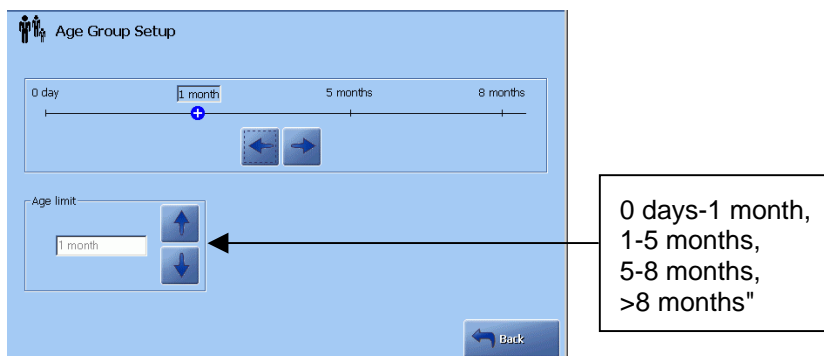 Age Group Setup
0 day 1 month 5 months 8 months
Age limit
1 month
0 days-1 month,
1-5 months,
5-8 months,
>8 months"
Back